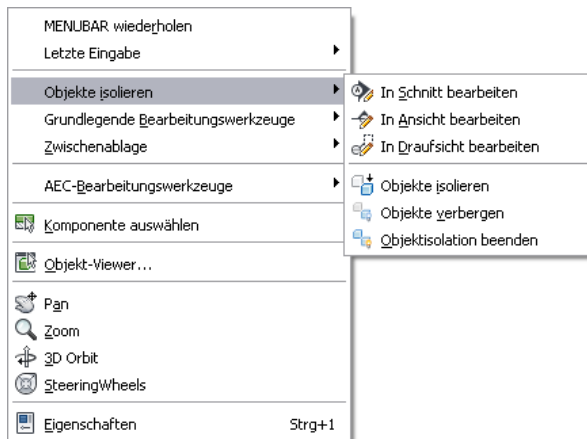 MENUBAR wiederholen
Letzte Eingabe
Objekte isolieren
Grundlegende Bearbeitungswerkzeuge
Zwischenablage
AEC-Bearbeitungswerkzeuge
Komponente auswählen
Objekt-Viewer...
Pan
Zoom
3D Orbit
SteeringWheels
Eigenschaften Strg+1
In Schnitt bearbeiten
In Ansicht bearbeiten
In Draufsicht bearbeiten
Objekte isolieren
Objekte verbergen
Objektisolation beenden